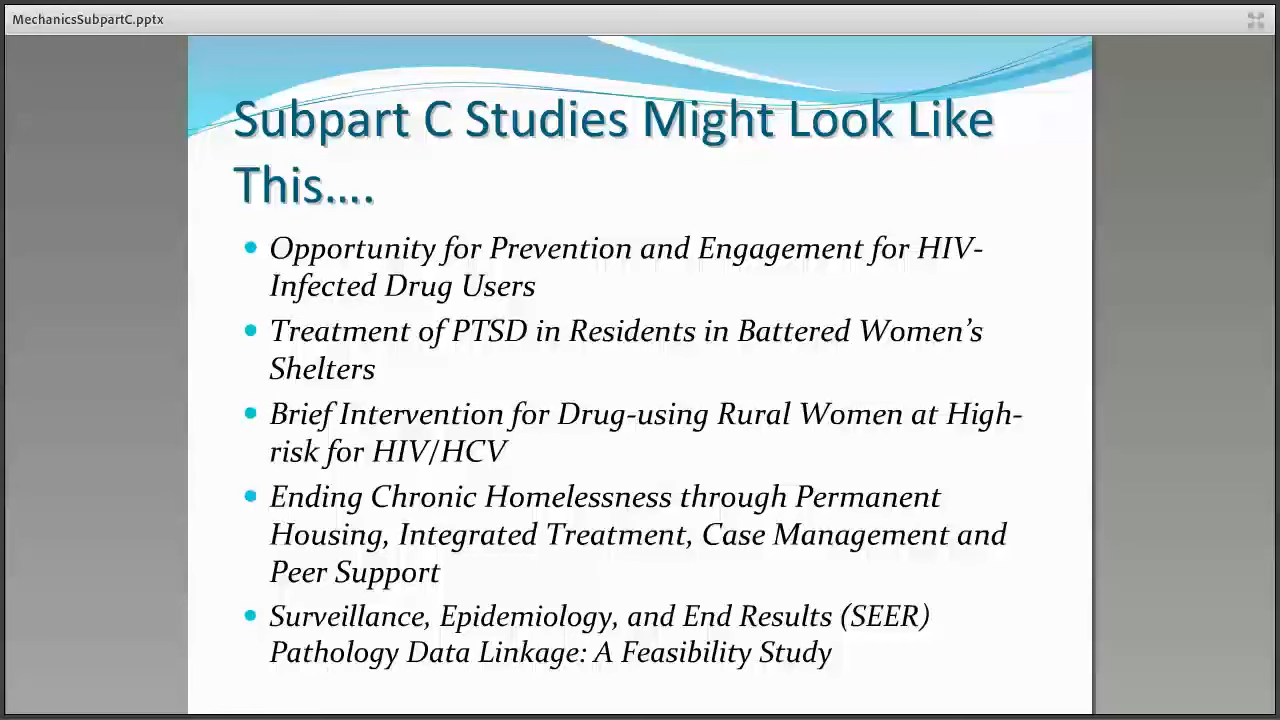 MechanicsSubpartC.pptx
Subpart C Studies Might Look Like
This....
Opportunity for Prevention and Engagement for HIV-
Infected Drug Users
Treatment of PTSD in Residents in Battered Women’s
Shelters
Brief Intervention for Drug-using Rural Women at High-
risk for HIV/HCV
Ending Chronic Homelessness through Permanent
Housing, Integrated Treatment, Case Management and
Peer Support
Surveillance, Epidemiology, and End Results (SEER)
Pathology Data Linkage: A Feasibility Study